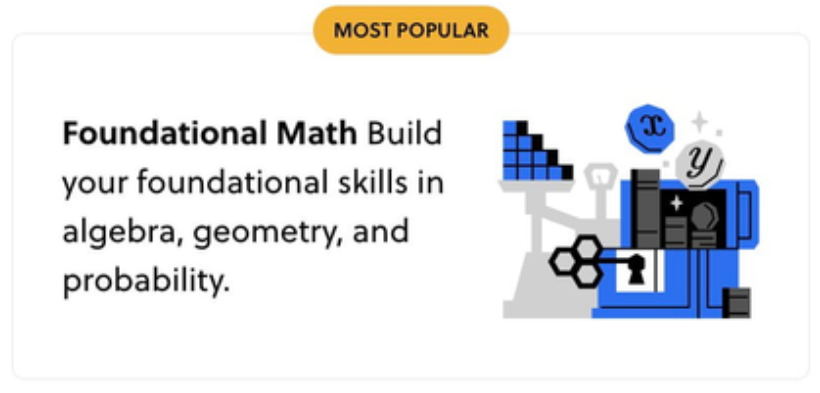 MOST POPULAR
Foundational Math Build
your foundational skills in
algebra, geometry, and
probability.
x
y